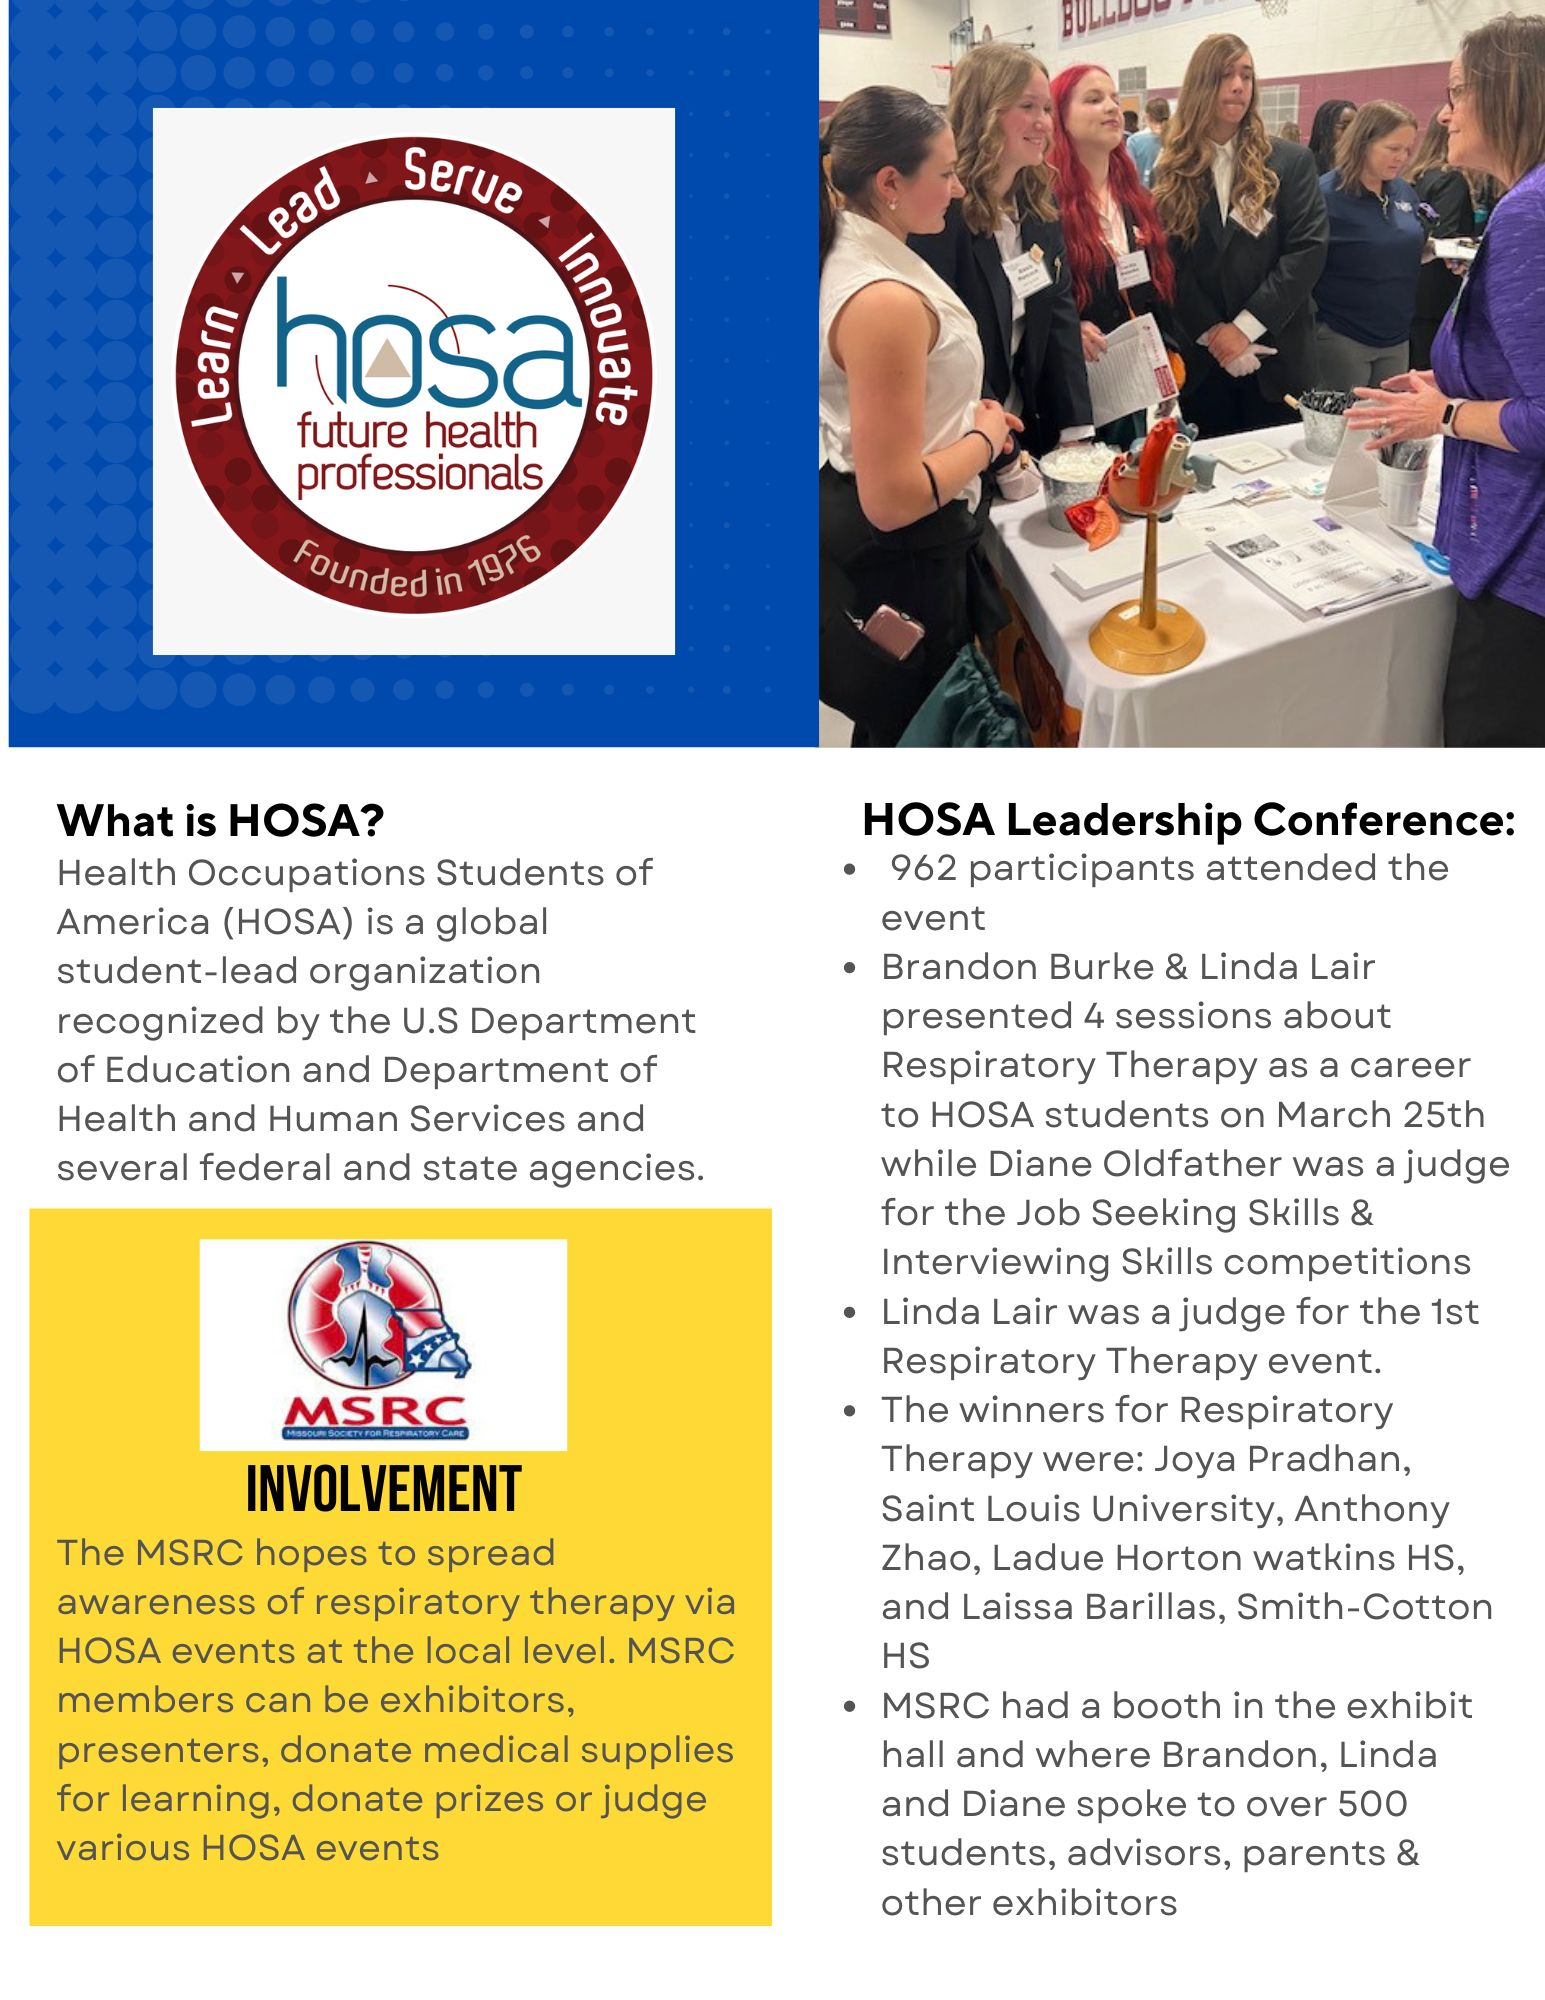 Learn Lead Serve Innovate
hosa
future health
professionals
Founded in 1976
BULLDOG
What is HOSA?
Health Occupations Students of
America (HOSA) is a global
student-lead organization
recognized by the U.S Department
of Education and Department of
Health and Human Services and
several federal and state agencies.
MSRC
MISSOURI SOCIETY FOR RESPIRATORY CARE
INVOLVEMENT
The MSRC hopes to spread
awareness of respiratory therapy via
HOSA events at the local level. MSRC
members can be exhibitors,
presenters, donate medical supplies
for learning, donate prizes or judge
various HOSA events
HOSA Leadership Conference:
• 962 participants attended the
event
• Brandon Burke & Linda Lair
presented 4 sessions about
Respiratory Therapy as a career
to HOSA students on March 25th
while Diane Oldfather was a judge
for the Job Seeking Skills &
Interviewing Skills competitions
• Linda Lair was a judge for the 1st
Respiratory Therapy event.
• The winners for Respiratory
Therapy were: Joya Pradhan,
Saint Louis University, Anthony
Zhao, Ladue Horton watkins HS,
and Laissa Barillas, Smith-Cotton
HS
• MSRC had a booth in the exhibit
hall and where Brandon, Linda
and Diane spoke to over 500
students, advisors, parents &
other exhibitors